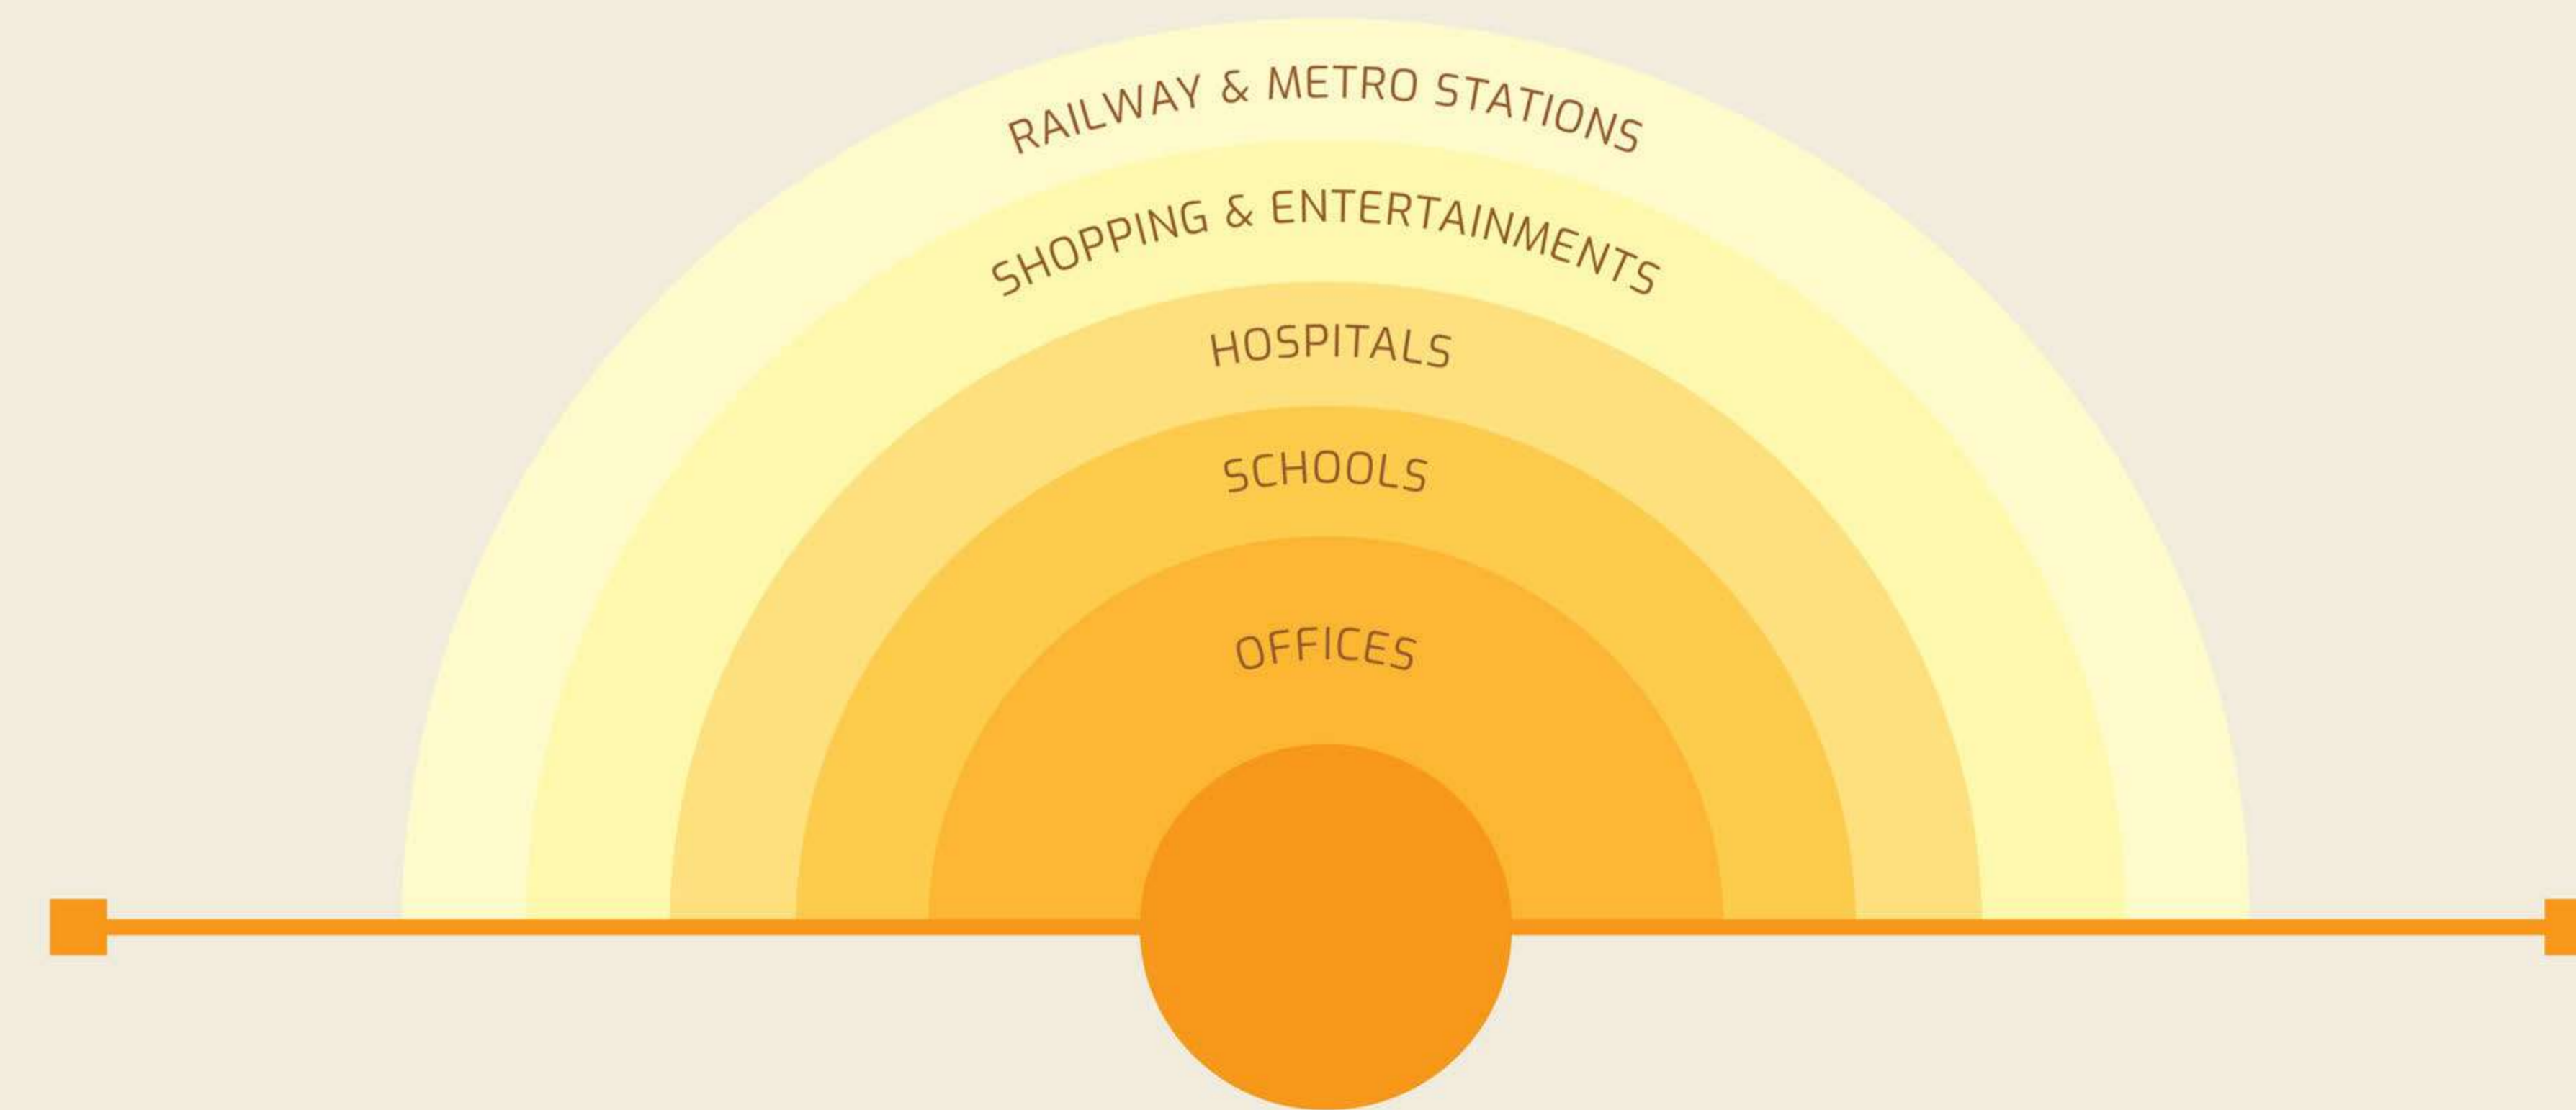 RAILWAY & METRO STATIONS
SHOPPING & ENTERTAINMENTS
HOSPITALS
SCHOOLS
OFFICES